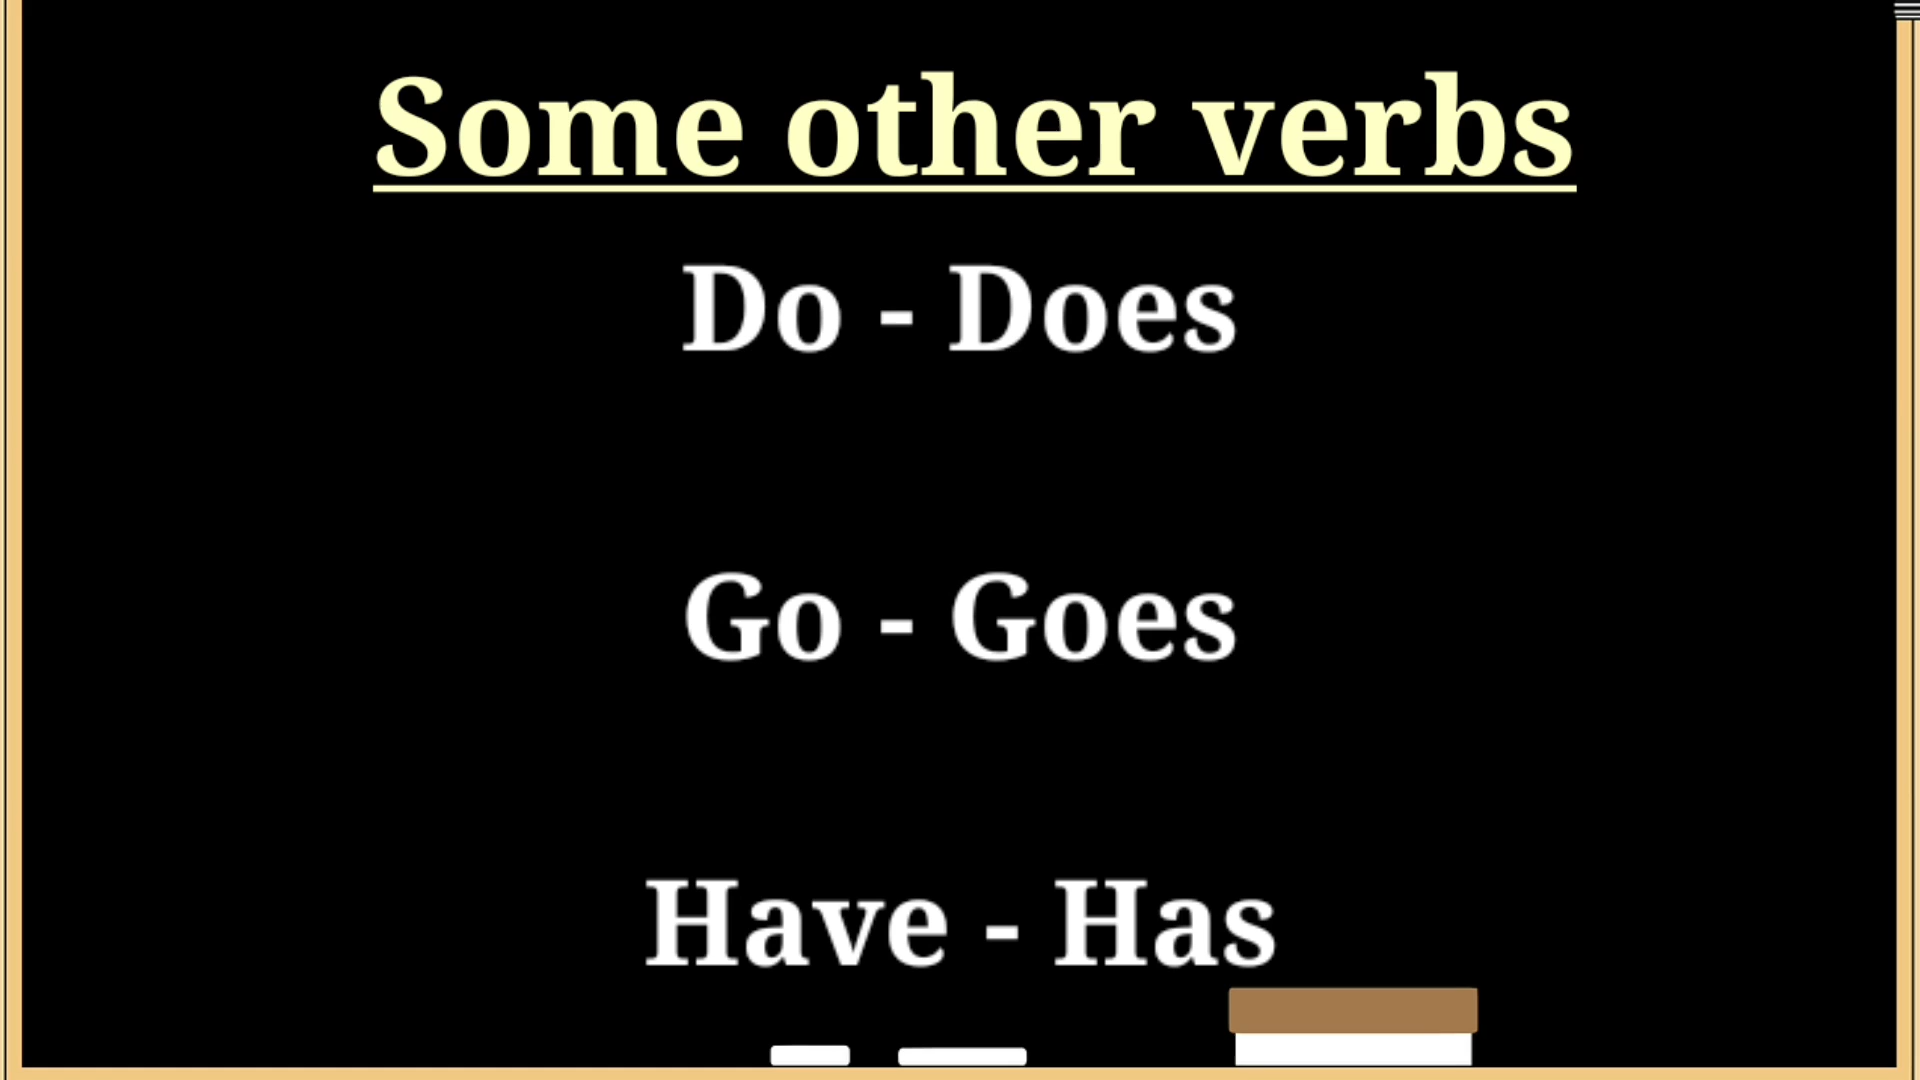 Some other verbs
Do - Does
Go - Goes
Have - Has